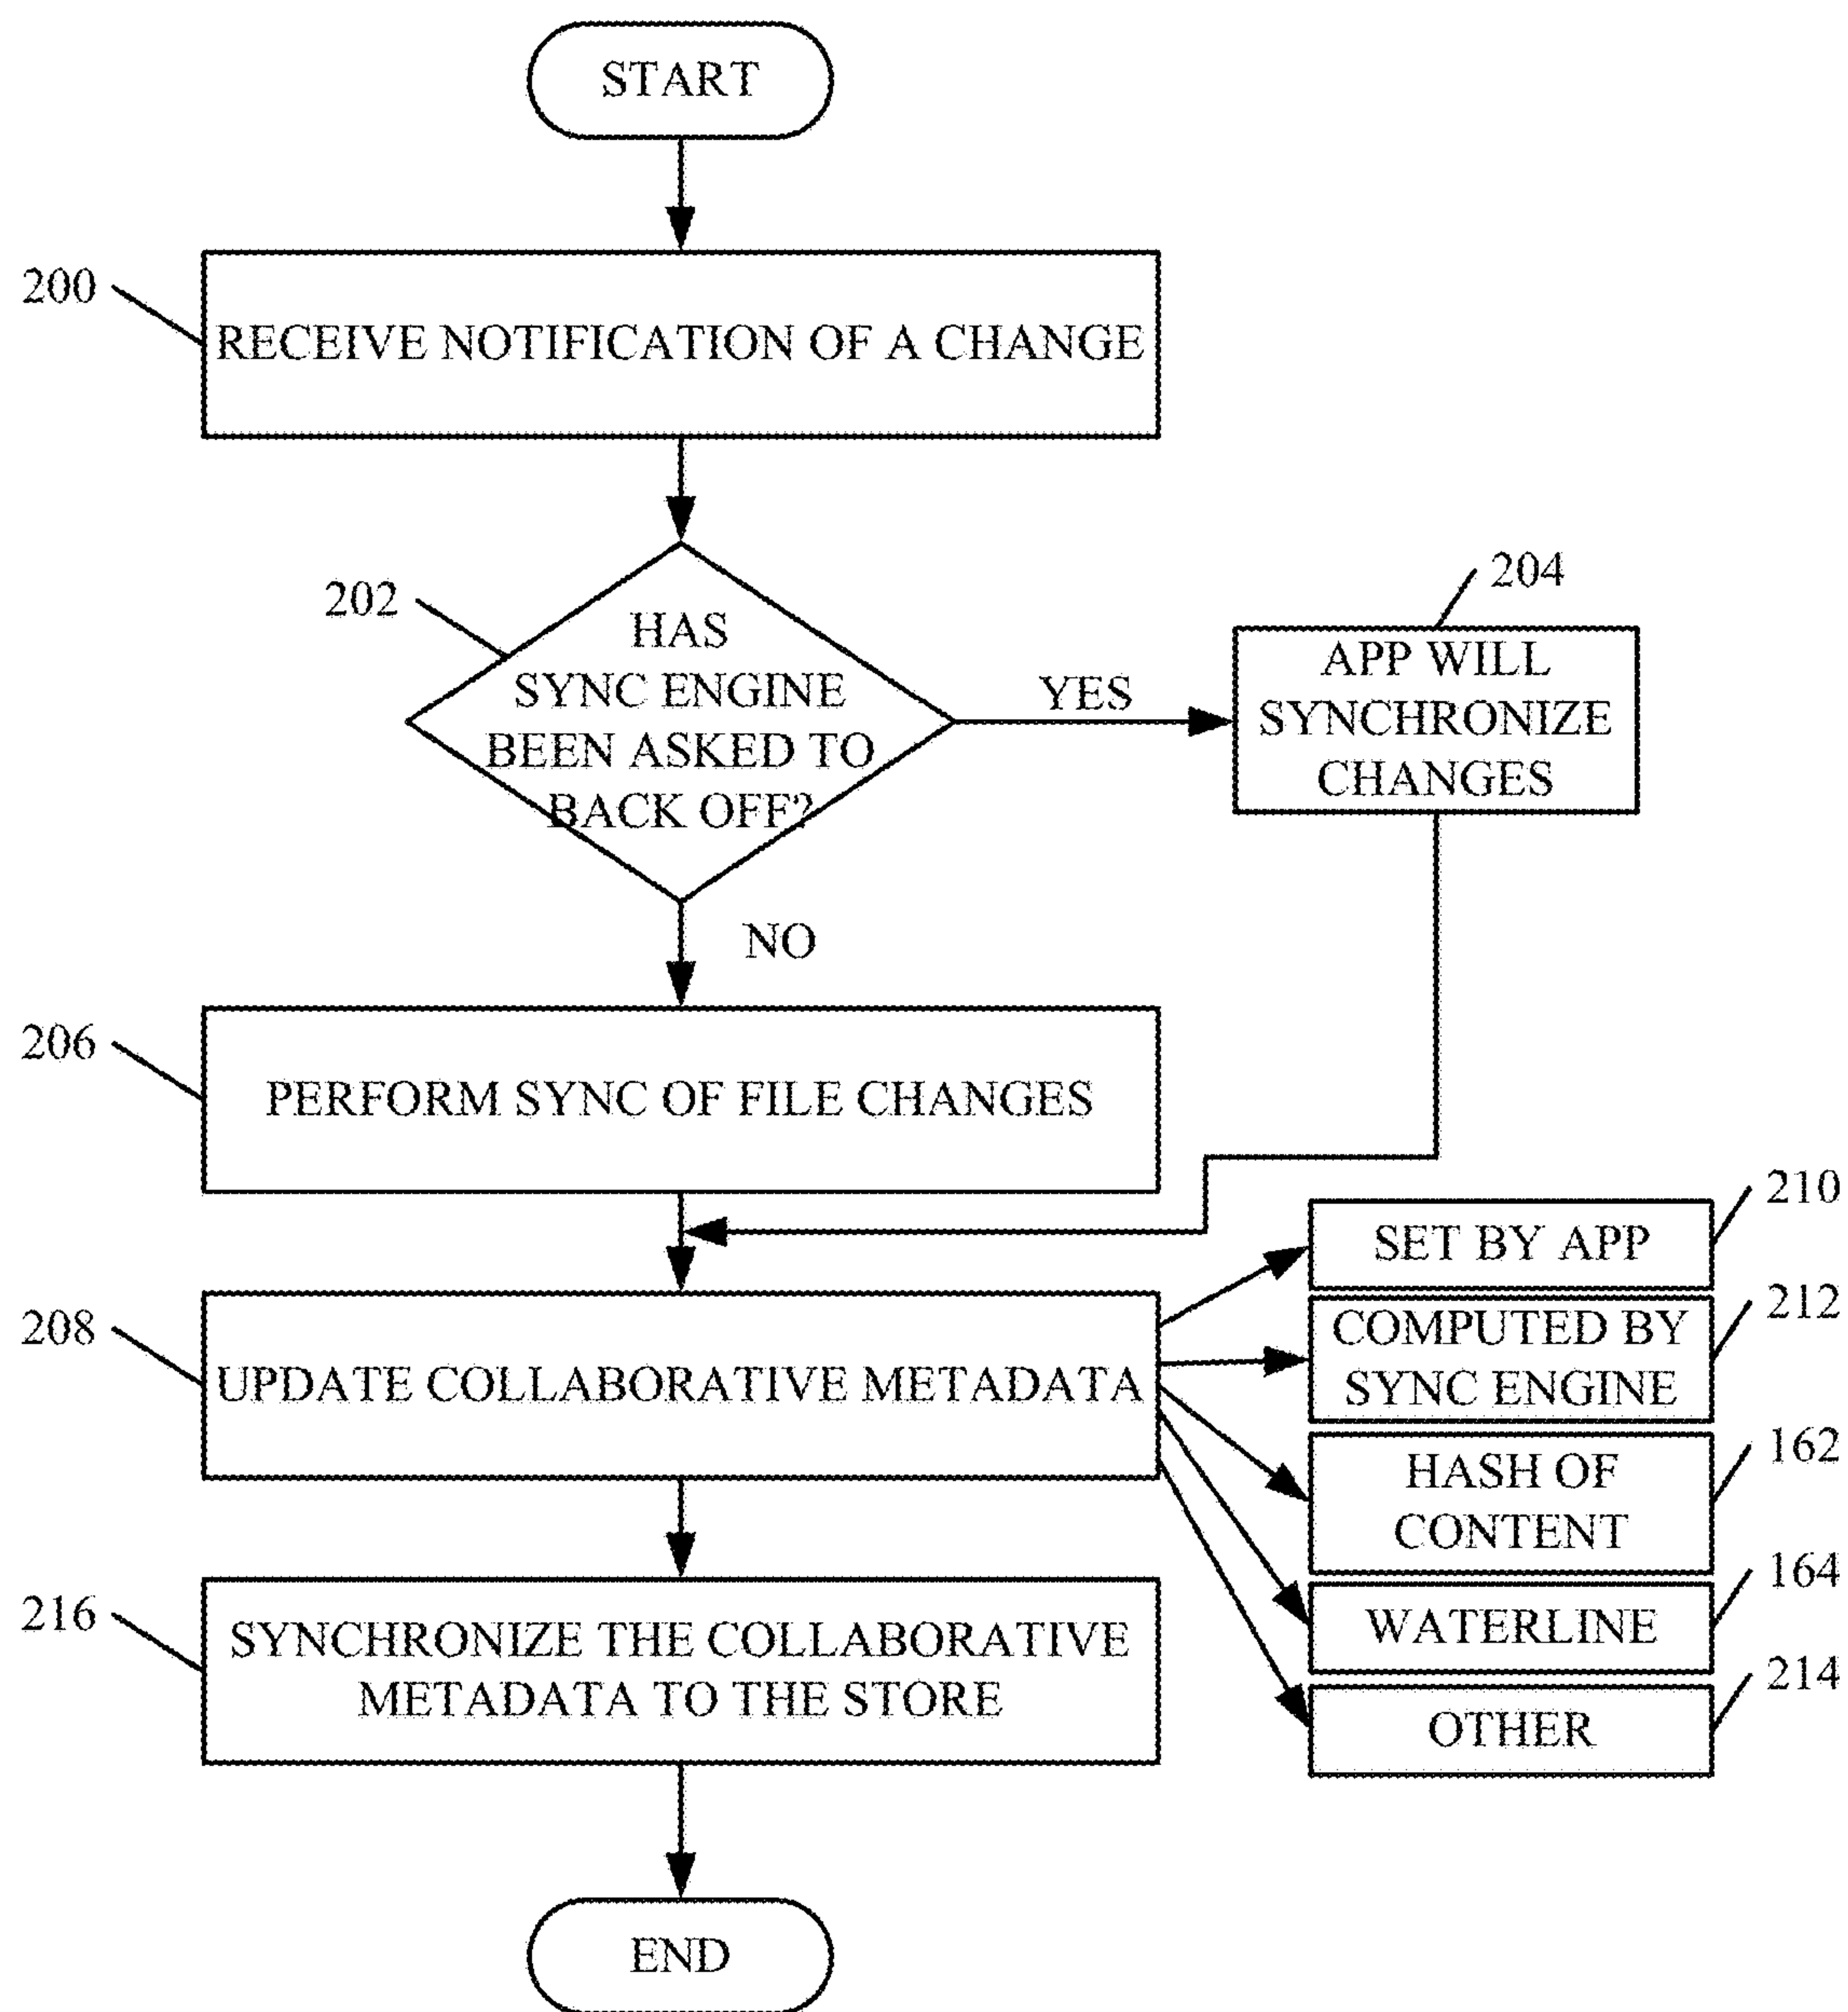 START
200
RECEIVE NOTIFICATION OF A CHANGE
202
HAS
SYNC ENGINE
BEEN ASKED TO
BACK OFF?
YES
204
APP WILL
SYNCHRONIZE
CHANGES
NO
206
PERFORM SYNC OF FILE CHANGES
208
UPDATE COLLABORATIVE METADATA
210
SET BY APP
212
COMPUTED BY
SYNC ENGINE
162
HASH OF
CONTENT
164
WATERLINE
214
OTHER
216
SYNCHRONIZE THE COLLABORATIVE
METADATA TO THE STORE
END